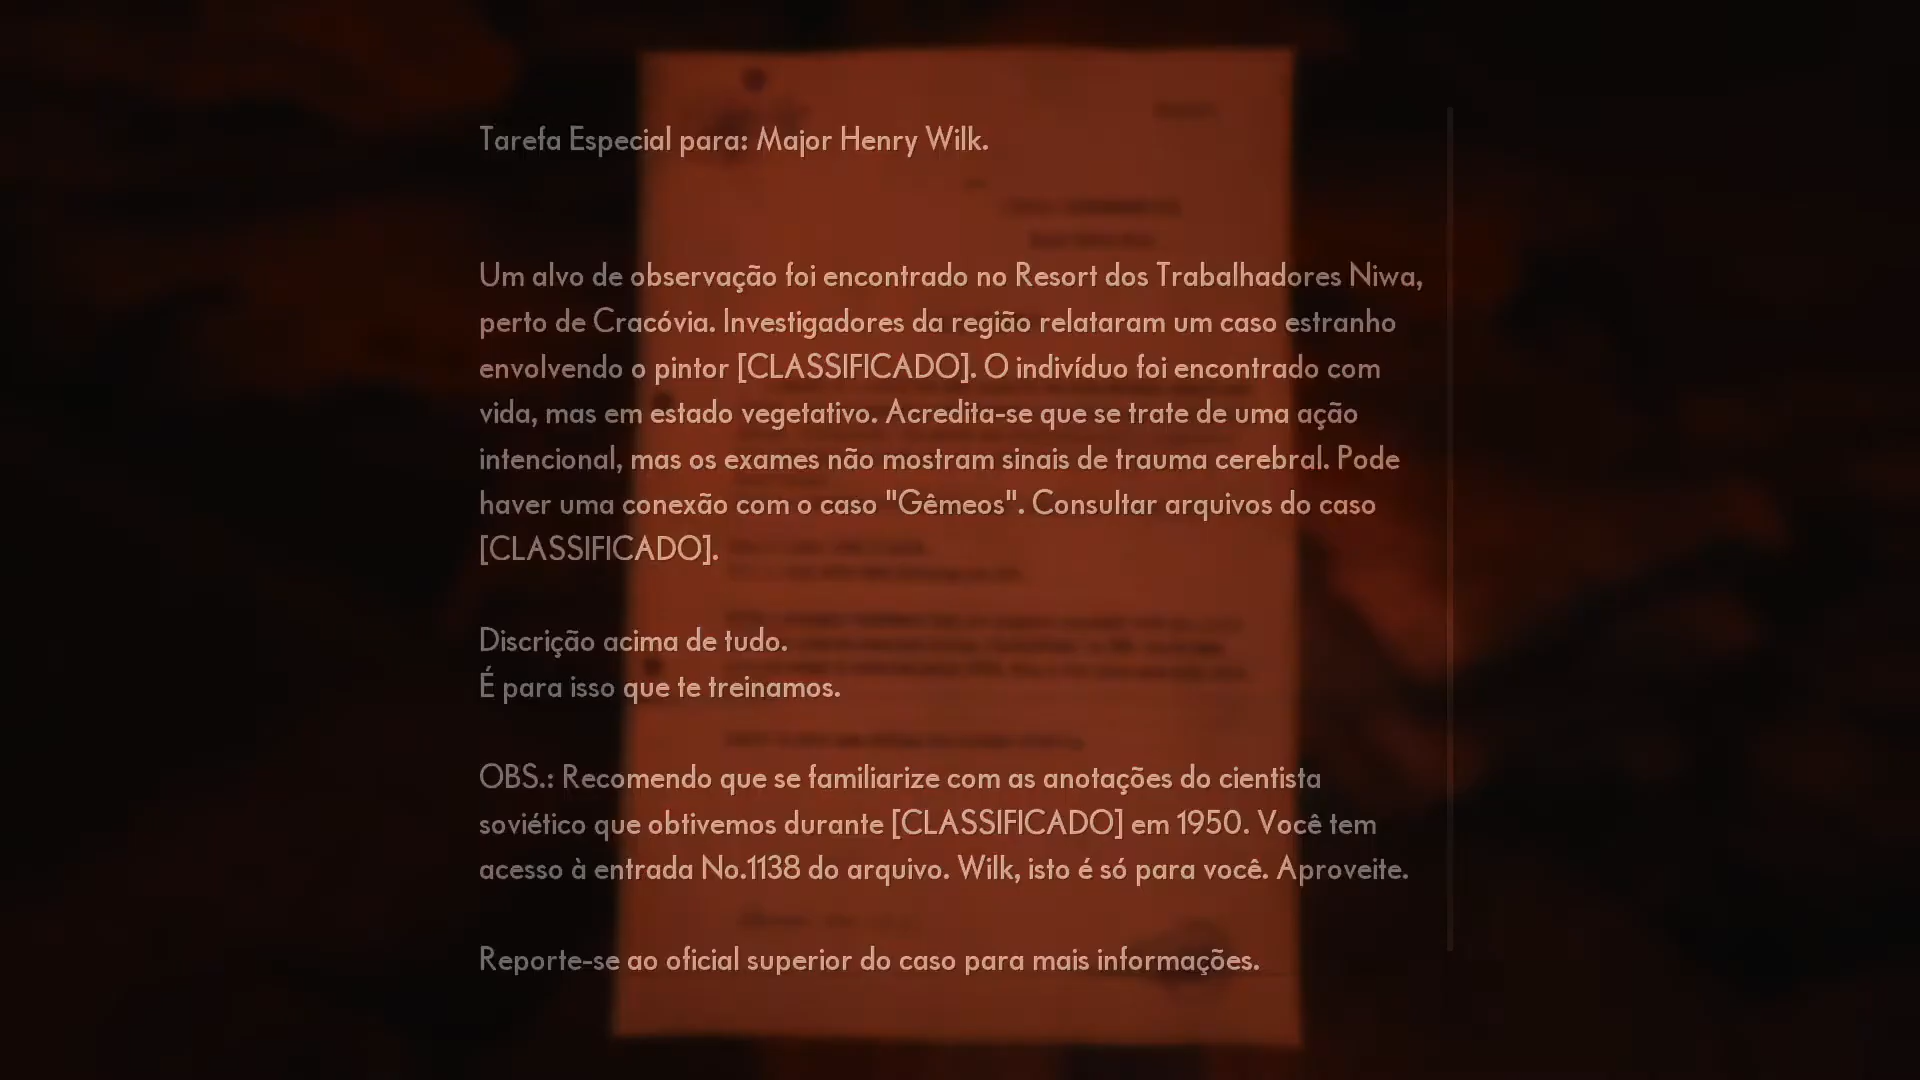 Tarefa Especial para: Major Henry Wilk.
Um alvo de observação foi encontrado no Resort dos Trabalhadores Niwa,
perto de Cracóvia. Investigadores da região relataram um caso estranho
envolvendo o pintor [CLASSIFICADO]. O indivíduo foi encontrado com
vida, mas em estado vegetativo. Acredita-se que se trate de uma ação
intencional, mas os exames não mostram sinais de trauma cerebral. Pode
haver uma conexão com o caso "Gêmeos". Consultar arquivos do caso
[CLASSIFICADO].
Discrição acima de tudo.
É para isso que te treinamos.
OBS.: Recomendo que se familiarize com as anotações do cientista
soviético que obtivemos durante [CLASSIFICADO] em 1950. Você tem
acesso à entrada No.1138 do arquivo. Wilk, isto é só para você. Aproveite.
Reporte-se ao oficial superior do caso para mais informações.